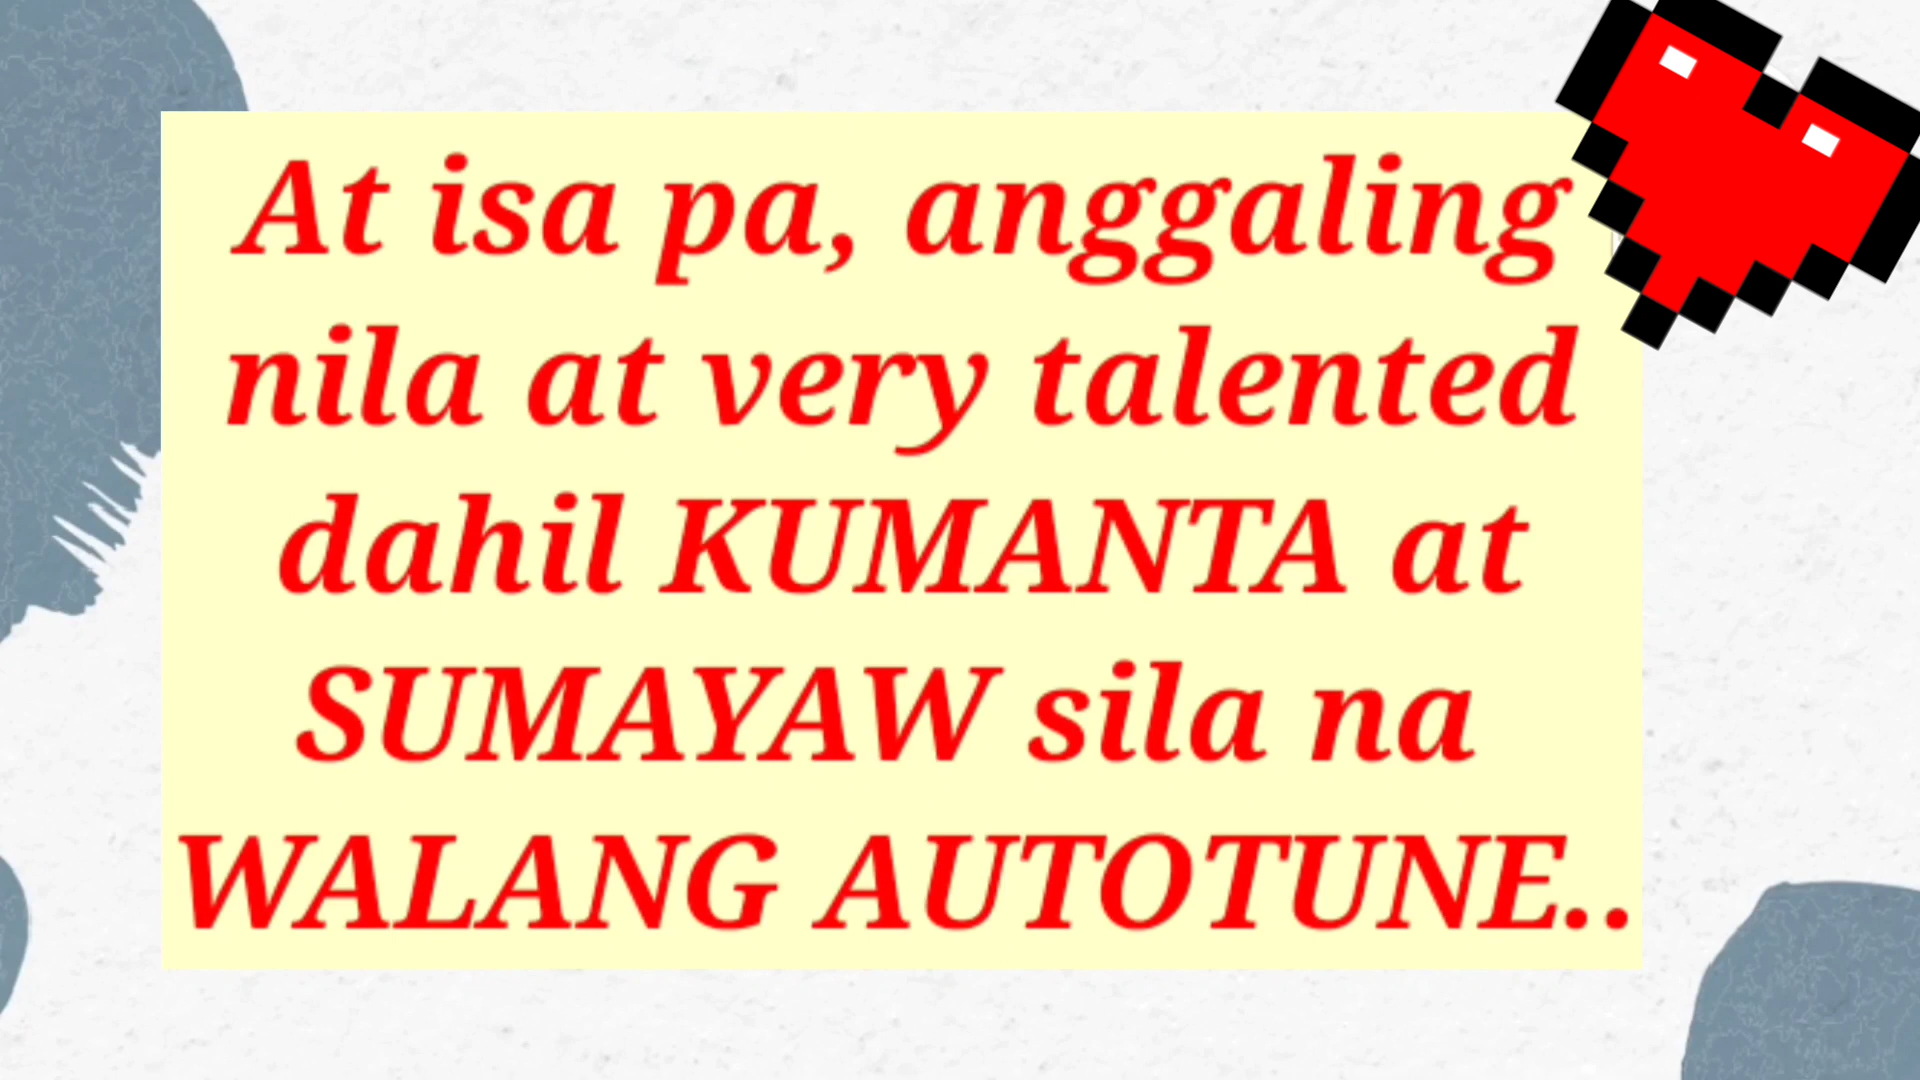 At isa pa, anggaling
nila at very talented
dahil KUMANTA at
SUMAYAW sila na
WALANG AUTOTUNE..